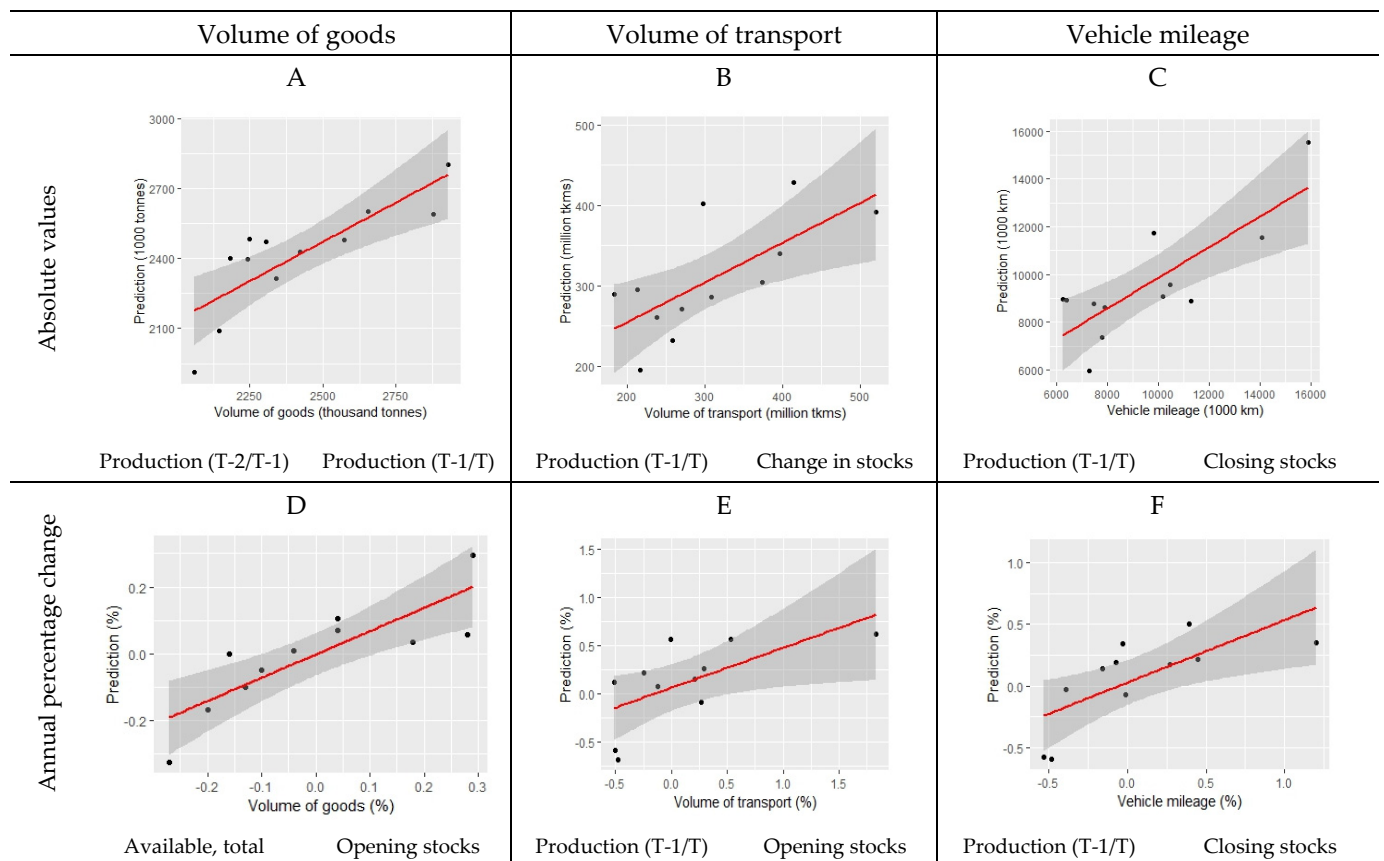 Volume of goods Volume of transport Vehicle mileage
Absolute values
A
3000
2700
2400
2100
Prediction (1000 tonnes)
2250 2500 2750
Volume of goods (thousand tonnes)
Production (T-2/T-1) Production (T-1/T)
B
500
400
300
200
Prediction (million tkms)
200 300 400 500
Volume of transport (million tkms)
Production (T-1/T) Change in stocks
C
16000
14000
12000
10000
8000
6000
Prediction (1000 km)
6000 8000 10000 12000 14000 16000
Vehicle mileage (1000 km)
Production (T-1/T) Closing stocks
Annual percentage change
D
0.2
0.0
-0.2
Prediction (%)
-0.2 -0.1 0.0 0.1 0.2 0.3
Volume of goods (%)
Available, total Opening stocks
E
1.5
1.0
0.5
0.0
-0.5
Prediction (%)
-0.5 0.0 0.5 1.0 1.5
Volume of transport (%)
Production (T-1/T) Opening stocks
F
1.0
0.5
0.0
-0.5
Prediction (%)
-0.5 0.0 0.5 1.0
Vehicle mileage (%)
Production (T-1/T) Closing stocks